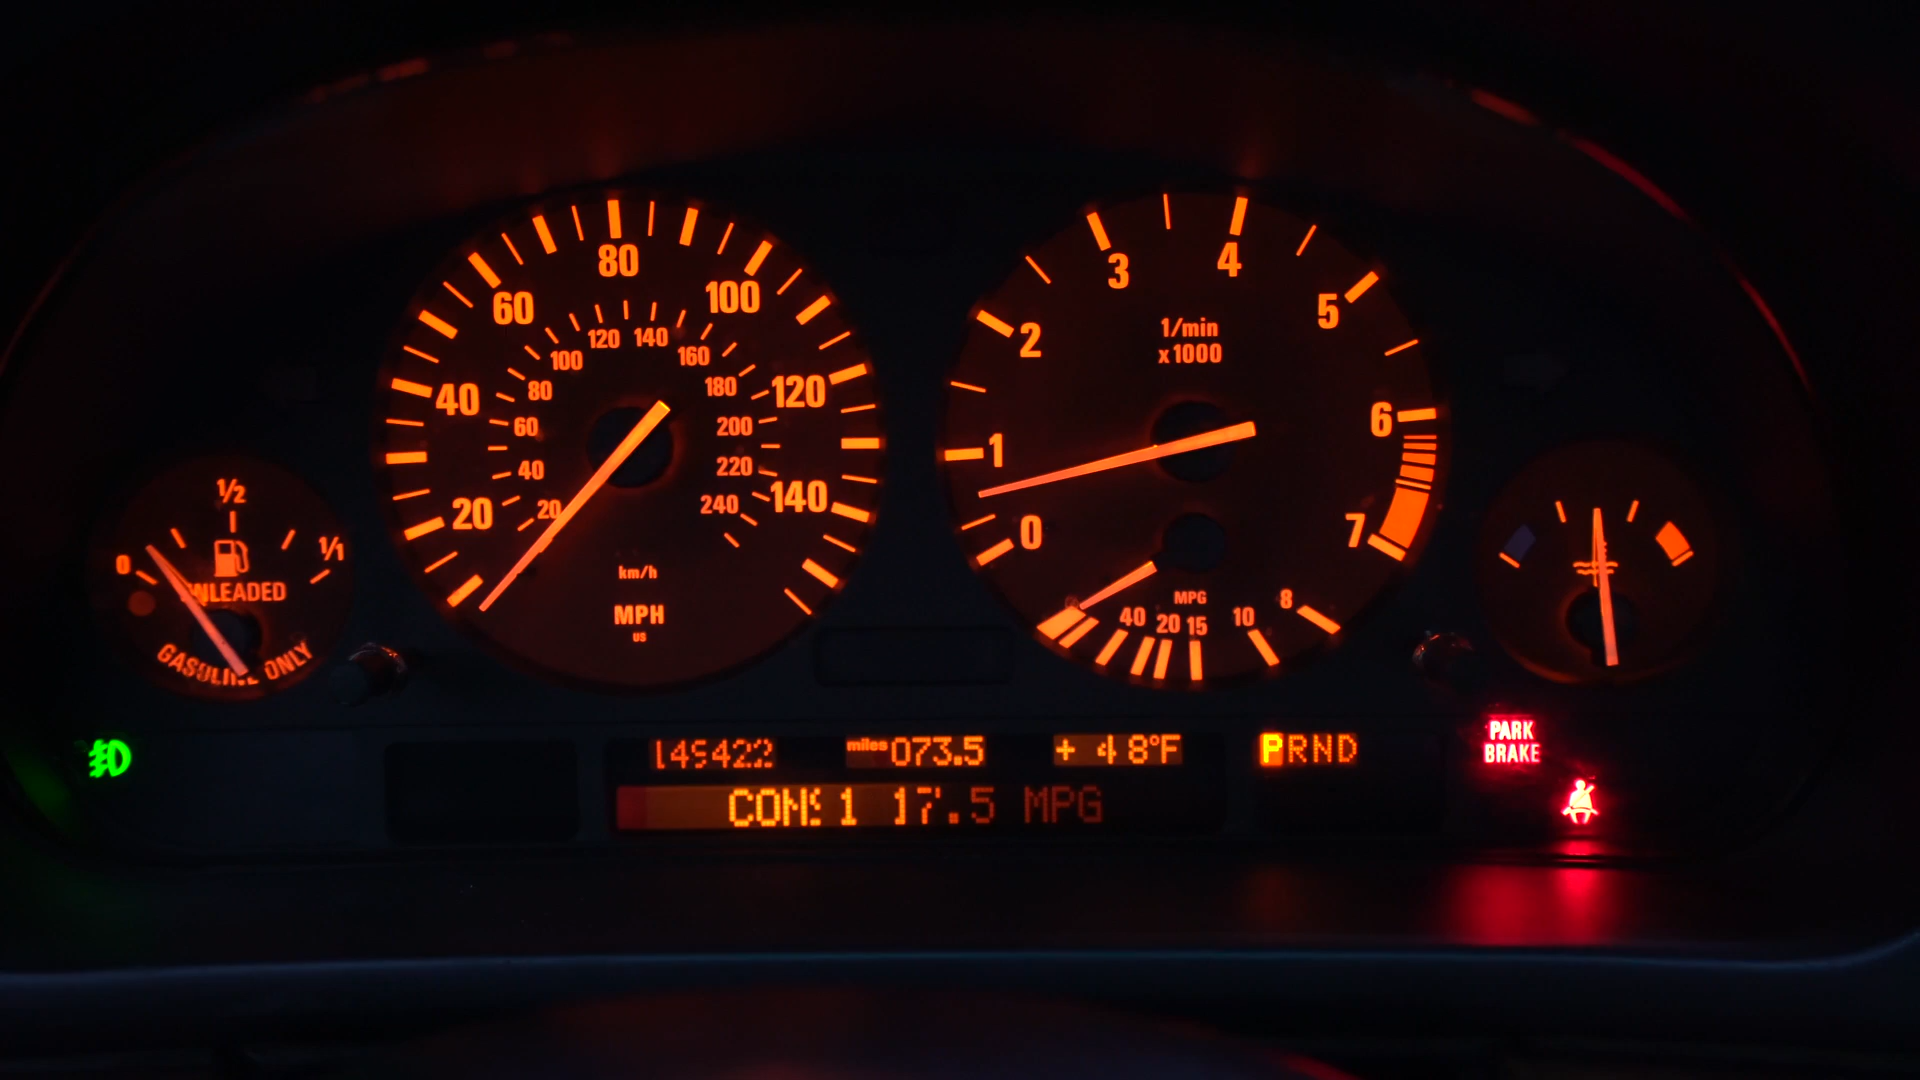 80
60
100
40
120
20
140
120 140
100
160
80
180
60
200
40
220
20
240
km/h
MPH
US
3
4
2
5
1/min
x1000
1
6
0
7
MPG
40 20 15 10 8
1/2
0
1/1
UNLEADED
GASOLINE ONLY
miles 073.5
+ 48°F
PRND
PARK
BRAKE
CONS 1 17.5 MPG